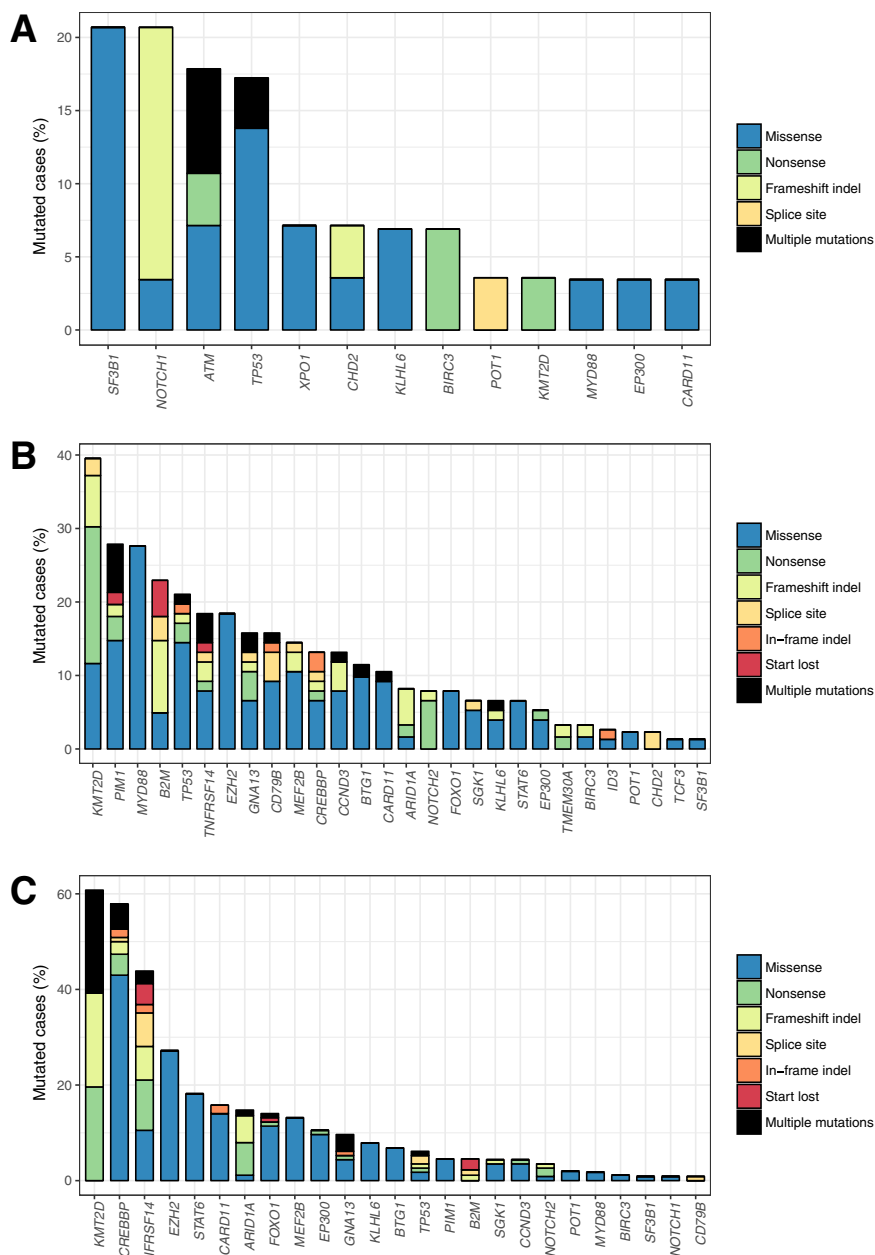 A
Mutated cases (%)
20
15
10
5
0
SF3B1
NOTCH1
ATM
TP53
XPO1
CHD2
KLHL6
BIRC3
POT1
KMT2D
MYD88
EP300
CARD11
Missense
Nonsense
Frameshift indel
Splice site
Multiple mutations
B
Mutated cases (%)
40
30
20
10
0
KMT2D
PIM1
MYD88
B2M
TP53
TNFRSF14
EZH2
GNA13
CD79B
MEF2B
CREBBP
CCND3
BTG1
CARD11
ARID1A
NOTCH2
FOXO1
SGK1
KLHL6
STAT6
EP300
TMEM30A
BIRC3
ID3
POT1
CHD2
TCF3
SF3B1
Missense
Nonsense
Frameshift indel
Splice site
In-frame indel
Start lost
Multiple mutations
C
Mutated cases (%)
60
40
20
0
KMT2D
CREBBP
NFRSF14
EZH2
STAT6
CARD11
ARID1A
FOXO1
MEF2B
EP300
GNA13
KLHL6
BTG1
TP53
PIM1
B2M
SGK1
CCND3
NOTCH2
POT1
MYD88
BIRC3
SF3B1
NOTCH1
CD79B
Missense
Nonsense
Frameshift indel
Splice site
In-frame indel
Start lost
Multiple mutations